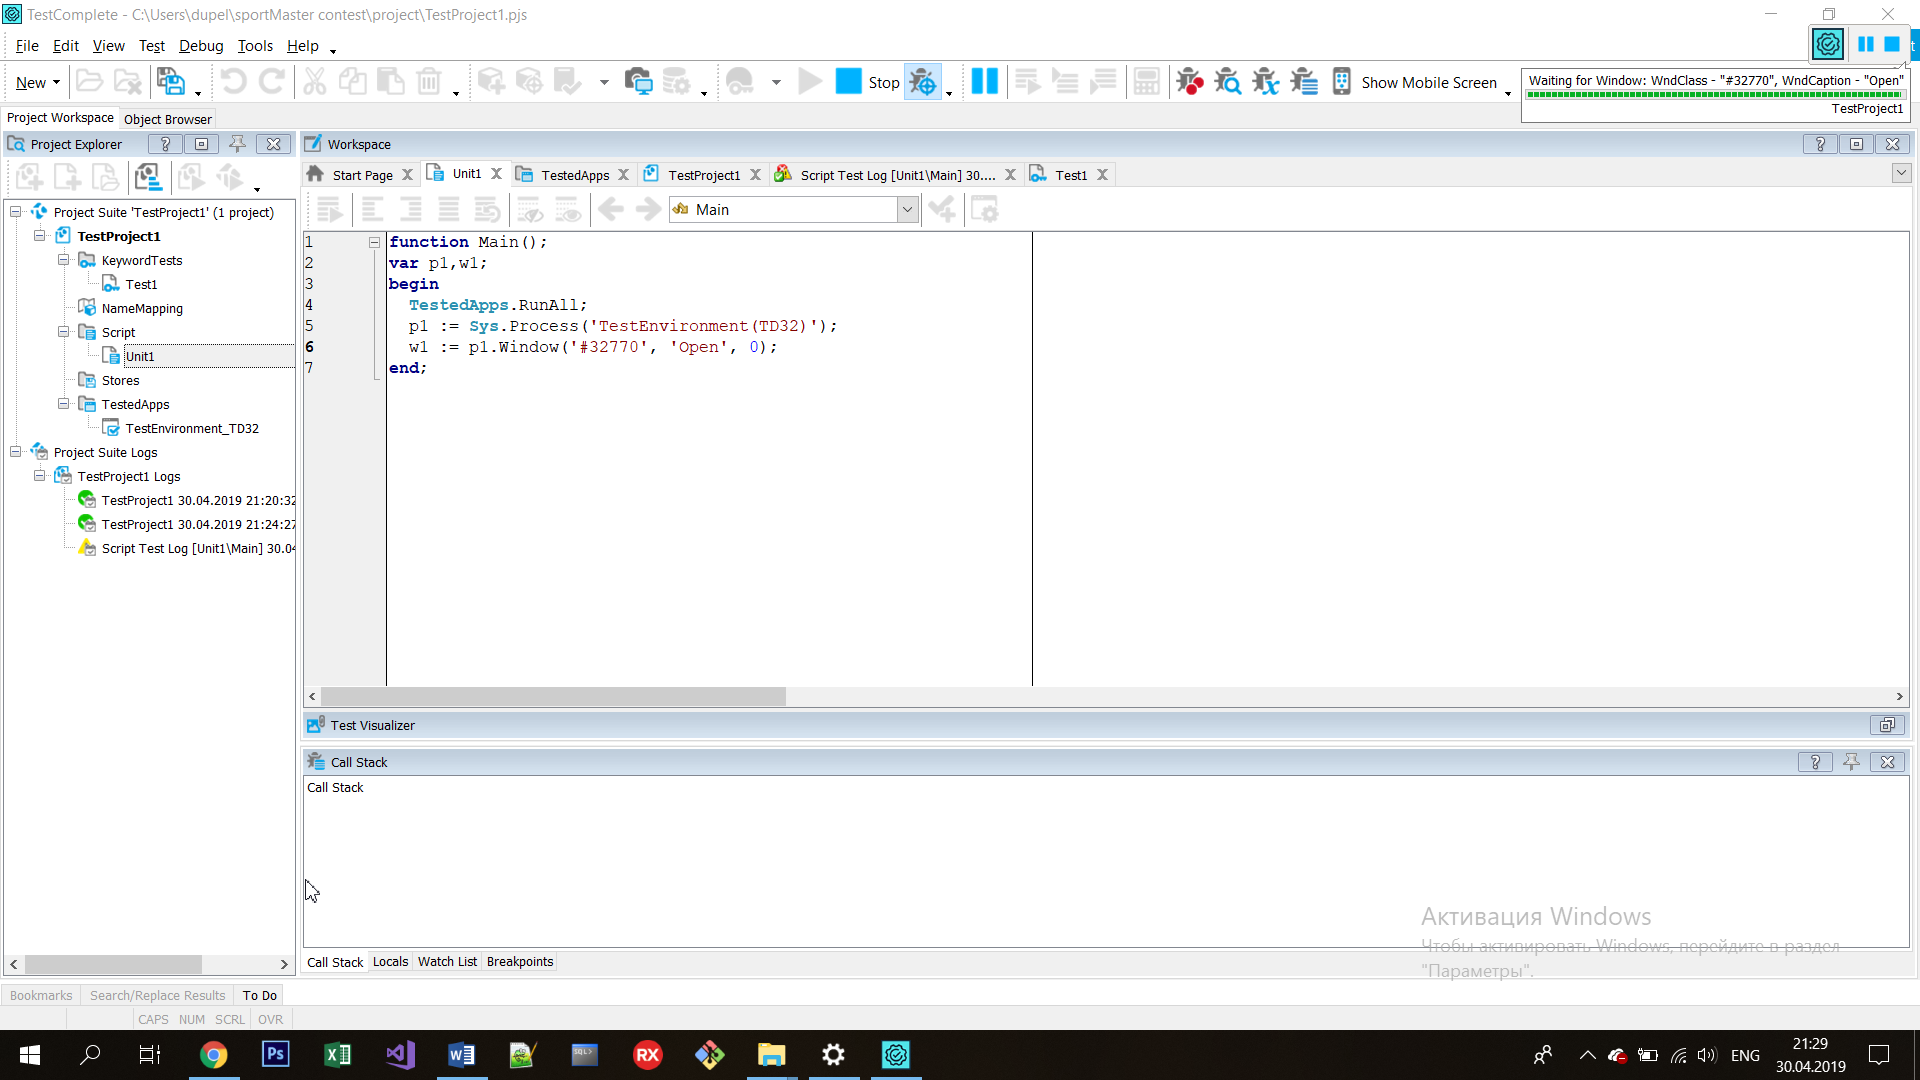 TestComplete - C:\Users\dupel\sportMaster contest\project\TestProject1.pjs
File Edit View Test Debug Tools Help
New
Stop
Show Mobile Screen
Waiting for Window: WndClass - "#32770", WndCaption - "Open"
TestProject1
Project Workspace Object Browser
Project Explorer
Project Suite 'TestProject1' (1 project)
TestProject1
KeywordTests
Test1
NameMapping
Script
Unit1
Stores
TestedApps
TestEnvironment_TD32
Project Suite Logs
TestProject1 Logs
TestProject1 30.04.2019 21:20:32
TestProject1 30.04.2019 21:24:27
Script Test Log [Unit1\Main] 30.04
Workspace
Start Page Unit1 TestedApps TestProject1 Script Test Log [Unit1\Main] 30.... Test1
Main
1 function Main();
2 var p1,w1;
3 begin
4 TestedApps.RunAll;
5 p1 := Sys.Process('TestEnvironment(TD32)');
6 w1 := p1.Window('#32770', 'Open', 0);
7 end;
Test Visualizer
Call Stack
Call Stack
Call Stack Locals Watch List Breakpoints
Активация Windows
Чтобы активировать Windows, перейдите в раздел
"Параметры".
Bookmarks Search/Replace Results To Do
CAPS NUM SCRL OVR
Ps
SQL>
RX
ENG
21:29
30.04.2019